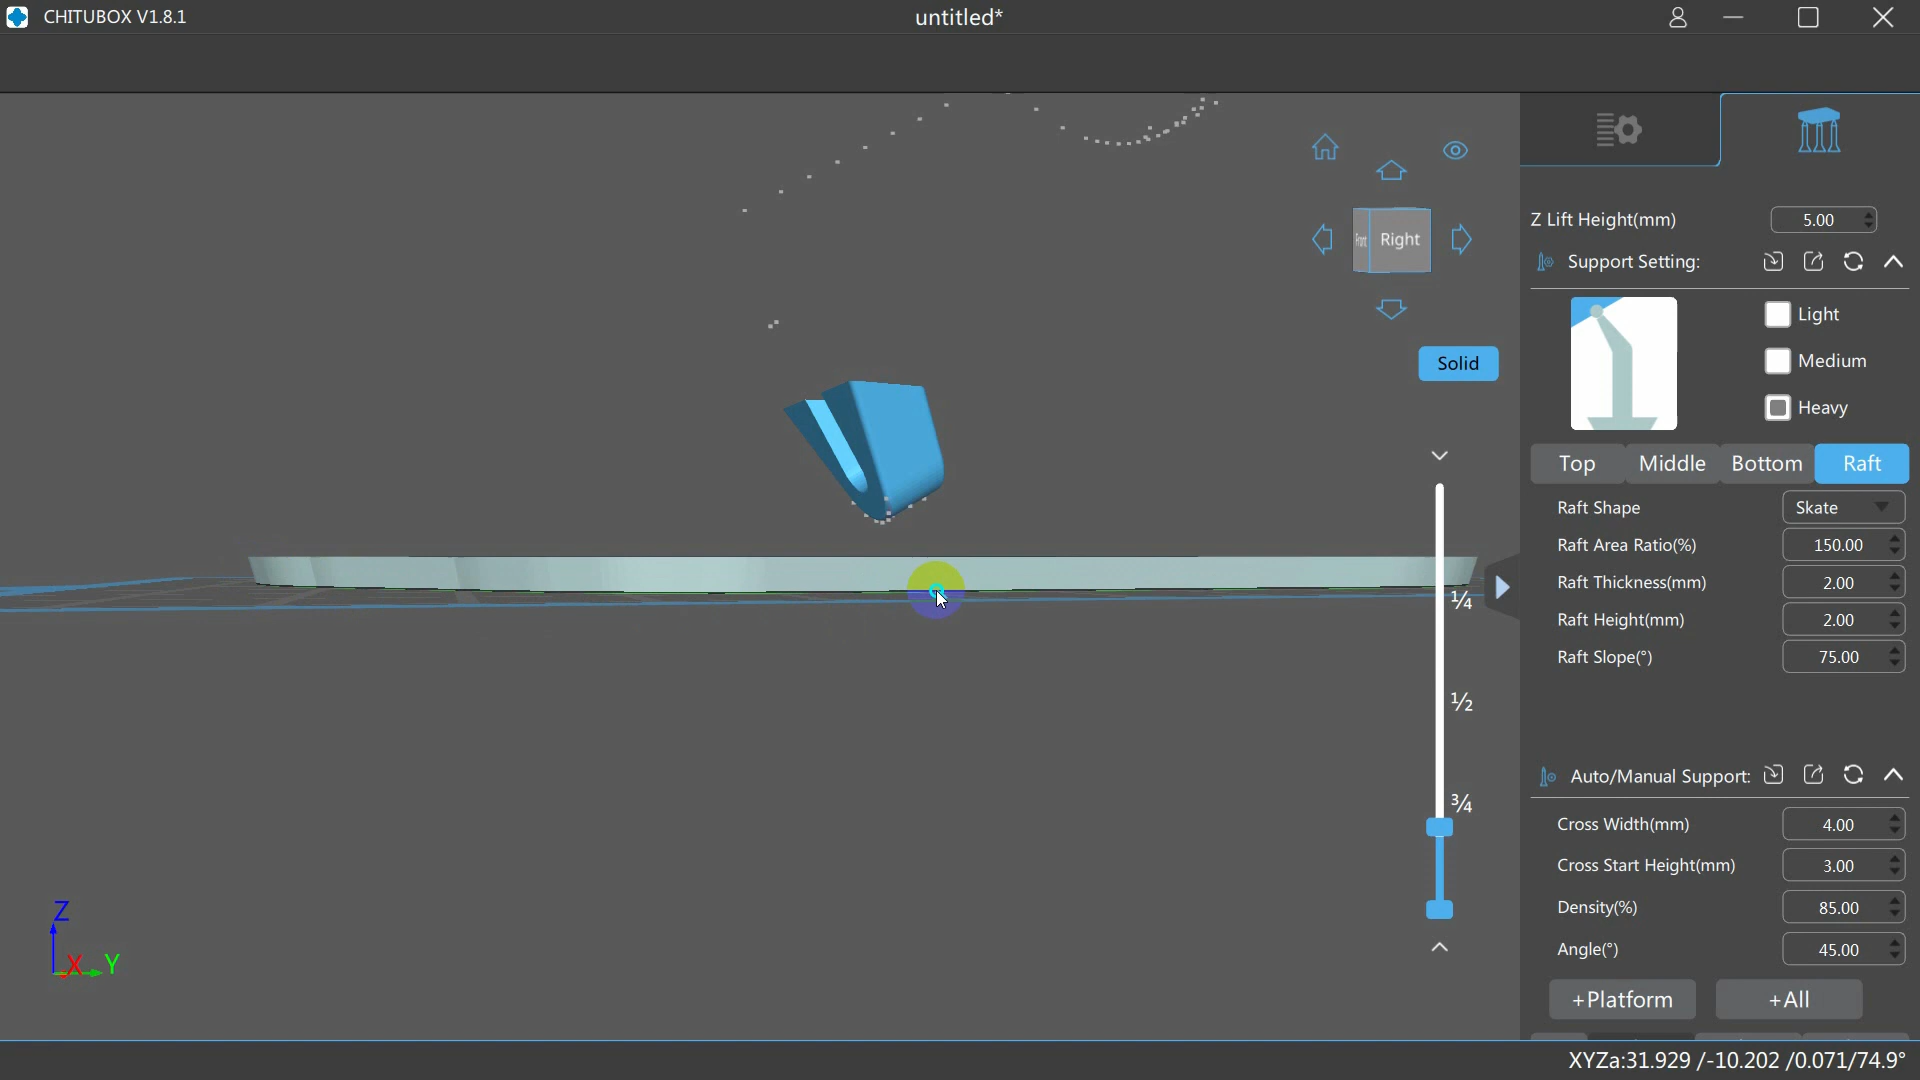 CHITUBOX V1.8.1
untitled*
Front
Right
Solid
¼
½
¾
Z
X
Y
Z Lift Height(mm)
5.00
Support Setting:
Light
Medium
Heavy
Top
Middle
Bottom
Raft
Raft Shape
Skate
Raft Area Ratio(%)
150.00
Raft Thickness(mm)
2.00
Raft Height(mm)
2.00
Raft Slope(°)
75.00
Auto/Manual Support:
Cross Width(mm)
4.00
Cross Start Height(mm)
3.00
Density(%)
85.00
Angle(°)
45.00
+Platform
+All
XYZa:31.929 /-10.202 /0.071/74.9°